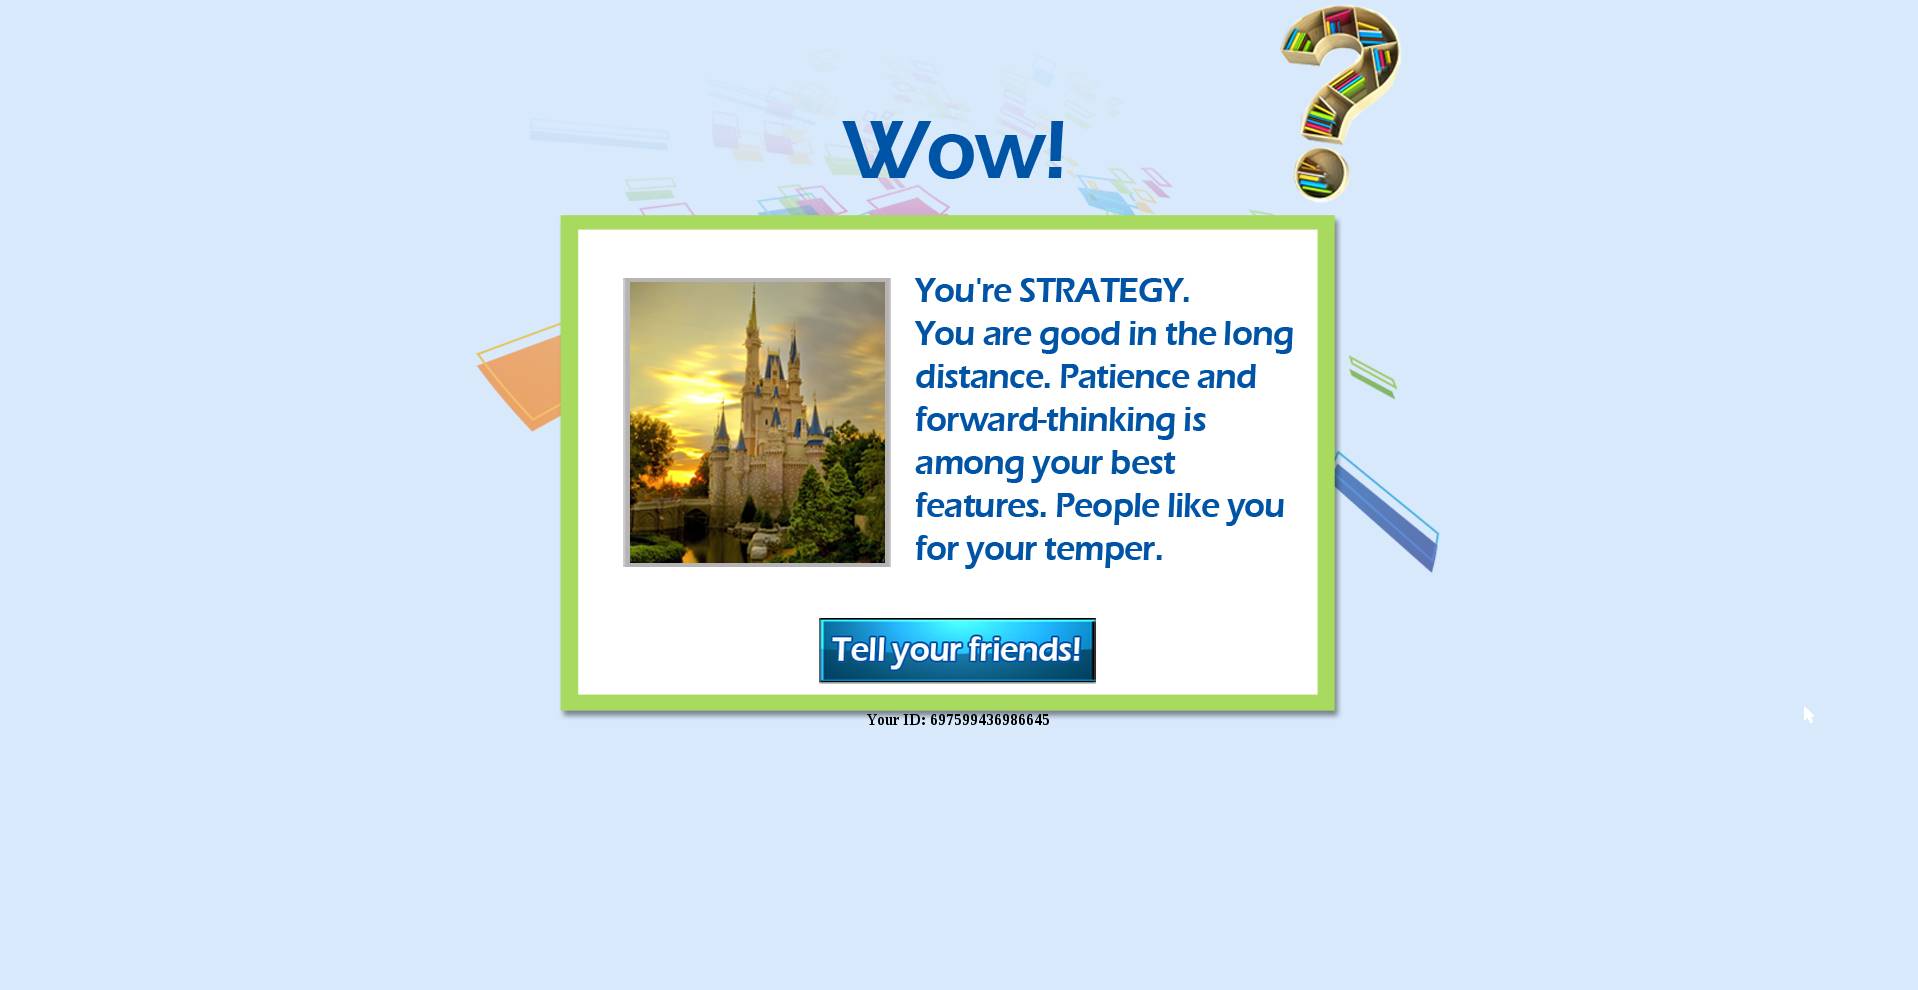 Wow!
You're STRATEGY.
You are good in the long
distance. Patience and
forward-thinking is
among your best
features. People like you
for your temper.
Tell your friends!
Your ID: 697599436986645